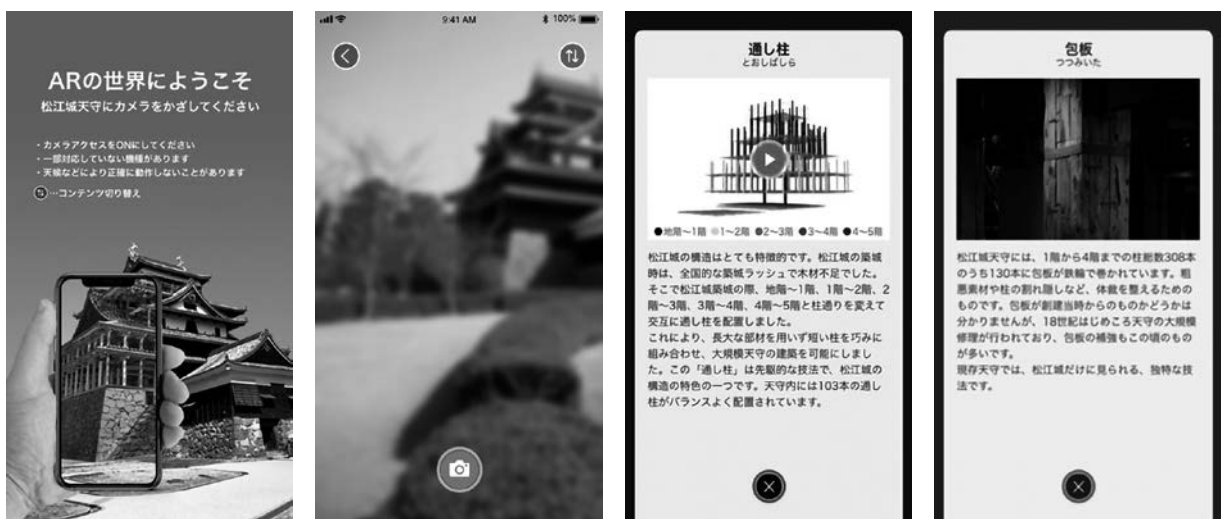 ARの世界にようこそ
松江城天守にカメラをかざしてください
・カメラアクセスをONにしてください
・一部対応していない機種があります
・天候などにより正確に動作しないことがあります
…コンテンツ切り替え
9:41 AM
100%
通し柱
とおしばしら
●地階〜1階 ●1〜2階 ●2〜3階 ●3〜4階 ●4〜5階
松江城の構造はとても特徴的です。松江城の築城
時は、全国的な築城ラッシュで木材不足でした。
そこで松江城築城の際、地階〜1階、1階〜2階、2
階〜3階、3階〜4階、4階〜5階と柱通りを変えて
交互に通し柱を配置しました。
これにより、長大な部材を用いず短い柱を巧みに
組み合わせ、大規模天守の建築を可能にしまし
た。この「通し柱」は先駆的な技法で、松江城の
構造の特色の一つです。天守内には103本の通し
柱がバランスよく配置されています。
包板
つつみいた
松江城天守には、1階から4階までの柱総数308本
のうち130本に包板が鉄輪で巻かれています。粗
悪素材や柱の割れ隠しなど、体裁を整えるための
ものです。包板が創建当時からのものかどうかは
分かりませんが、18世紀はじめころ天守の大規模
修理が行われており、包板の補強もこの頃のもの
が多いです。
現存天守では、松江城だけに見られる、独特な技
法です。